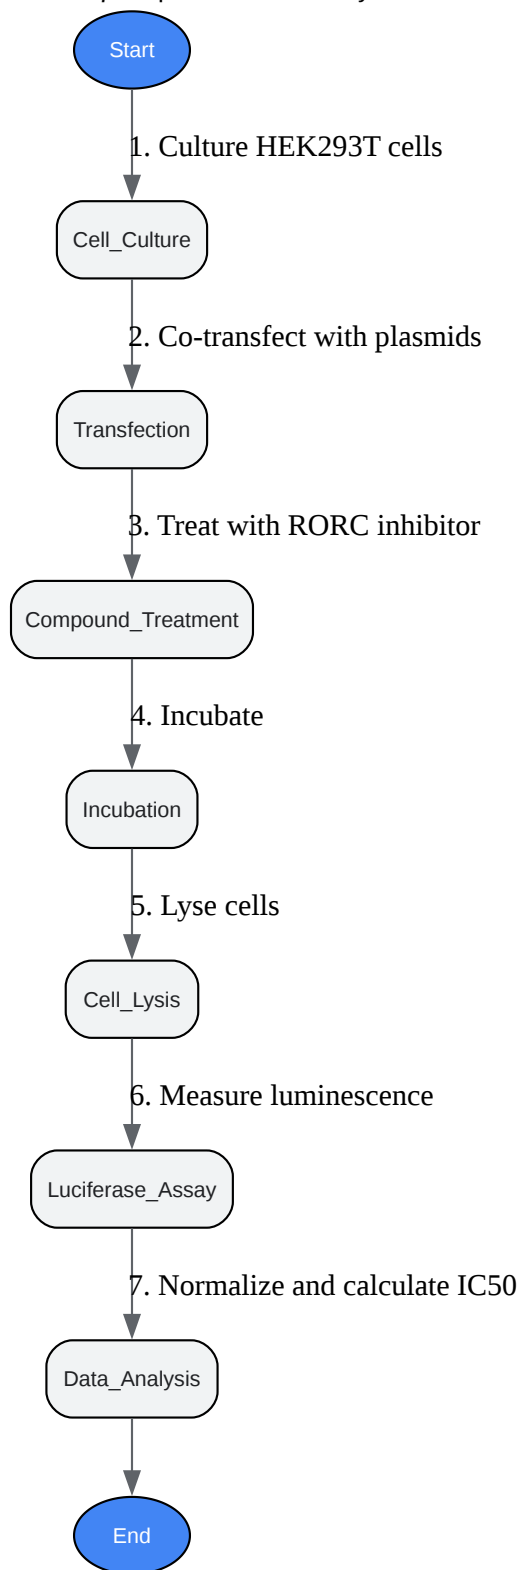 Start
1. Culture HEK293T cells
Cell_Culture
2. Co-transfect with plasmids
Transfection
3. Treat with RORC inhibitor
Compound_Treatment
4. Incubate
Incubation
5. Lyse cells
Cell_Lysis
6. Measure luminescence
Luciferase_Assay
7. Normalize and calculate IC50
Data_Analysis
End